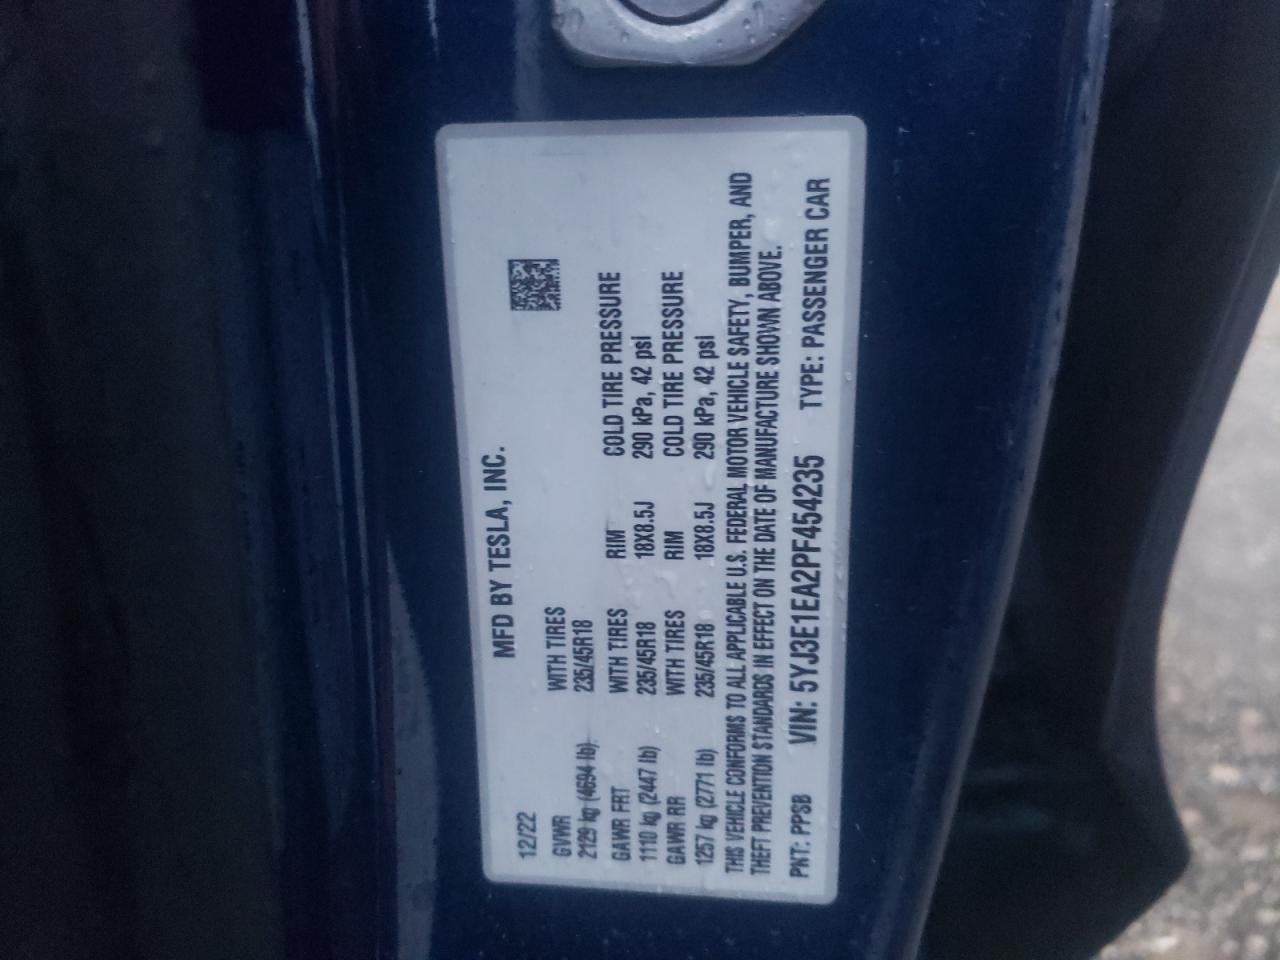 MFD BY TESLA, INC.
12/22
GVWR WITH TIRES
2129 kg (4694 lb) 235/45R18
GAWR FRT WITH TIRES RIM COLD TIRE PRESSURE
1110 kg (2447 lb) 235/45R18 18X8.5J 290 kPa, 42 psi
GAWR RR WITH TIRES RIM COLD TIRE PRESSURE
1257 kg (2771 lb) 235/45R18 18X8.5J 290 kPa, 42 psi
THIS VEHICLE CONFORMS TO ALL APPLICABLE U.S. FEDERAL MOTOR VEHICLE SAFETY, BUMPER, AND
THEFT PREVENTION STANDARDS IN EFFECT ON THE DATE OF MANUFACTURE SHOWN ABOVE.
PNT: PPSB VIN: 5YJ3E1EA2PF454235 TYPE: PASSENGER CAR